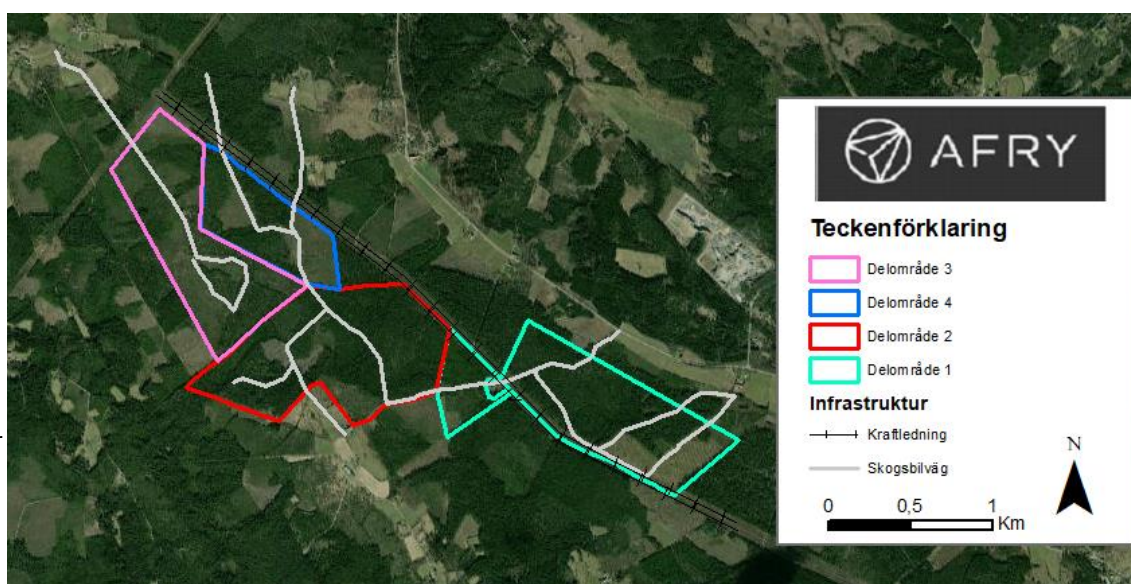 AFRY
Teckenförklaring
Delområde 3
Delområde 4
Delområde 2
Delområde 1
Infrastruktur
Kraftledning
Skogsbilväg
N
0 0,5 1
Km